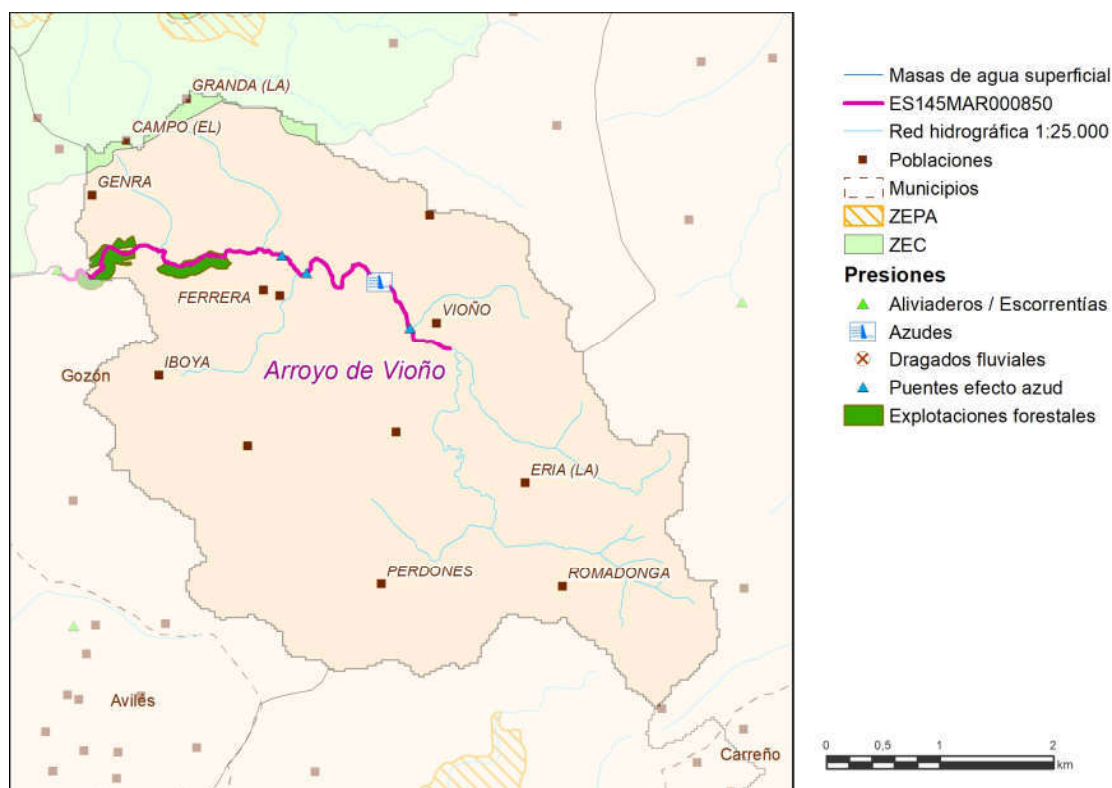 GRANDA (LA)
CAMPO (EL)
GENRA
FERRERA
VIOÑO
IBOYA
Gozón
Arroyo de Vioño
ERIA (LA)
PERDONES
ROMADONGA
Avilés
Carreño
Masas de agua superficial
ES145MAR000850
Red hidrográfica 1:25.000
Poblaciones
Municipios
ZEPA
ZEC
Presiones
Aliviaderos / Escorrentías
Azudes
Dragados fluviales
Puentes efecto azud
Explotaciones forestales
0 0,5 1 2
km